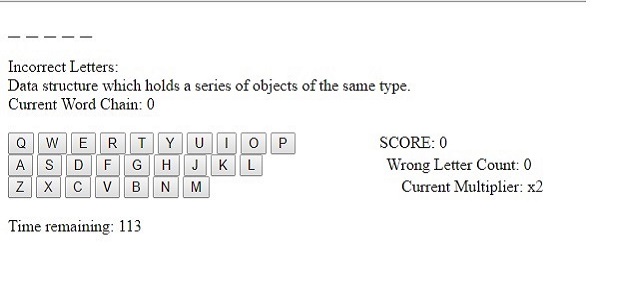 _ _ _ _ _
Incorrect Letters:
Data structure which holds a series of objects of the same type.
Current Word Chain: 0
Q W E R T Y U I O P
A S D F G H J K L
Z X C V B N M
SCORE: 0
Wrong Letter Count: 0
Current Multiplier: x2
Time remaining: 113